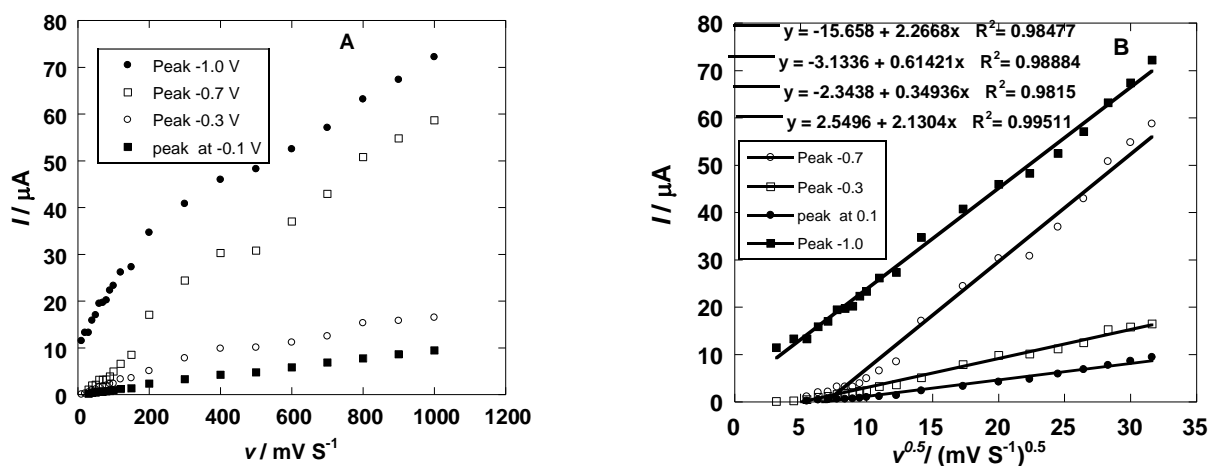 A
80
70
60
50
40
30
20
10
0
I / μA
Peak -1.0 V
Peak -0.7 V
Peak -0.3 V
peak at -0.1 V
0 200 400 600 800 1000 1200
v / mV S⁻¹
B
80
70
60
50
40
30
20
10
0
I / μA
y = -15.658 + 2.2668x R² = 0.98477
y = -3.1336 + 0.61421x R² = 0.98884
y = -2.3438 + 0.34936x R² = 0.9815
y = 2.5496 + 2.1304x R² = 0.99511
Peak -0.7
Peak -0.3
peak at 0.1
Peak -1.0
0 5 10 15 20 25 30 35
v⁰·⁵/ (mV S⁻¹)⁰·⁵